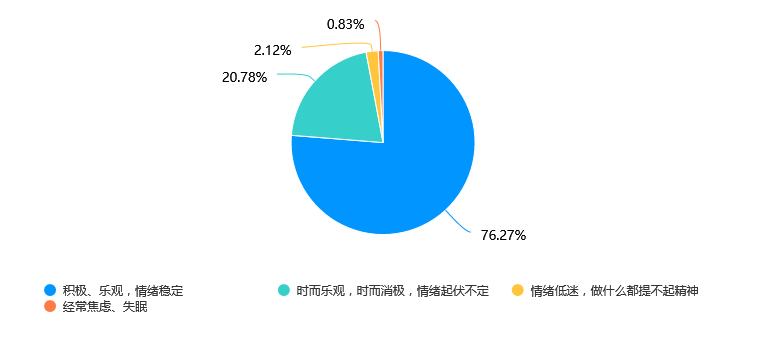 0.83%
2.12%
20.78%
76.27%
积极、乐观，情绪稳定
时而乐观，时而消极，情绪起伏不定
情绪低迷，做什么都提不起精神
经常焦虑、失眠